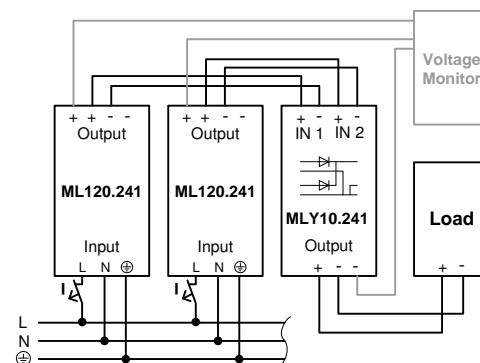 Voltage
Monitor
+ + - -
Output
+ + - -
Output
+ - + -
IN 1 IN 2
ML120.241
ML120.241
MLY10.241
Load
Input
L N
Input
L N
Output
+ - -
+ -
I
I
L
N